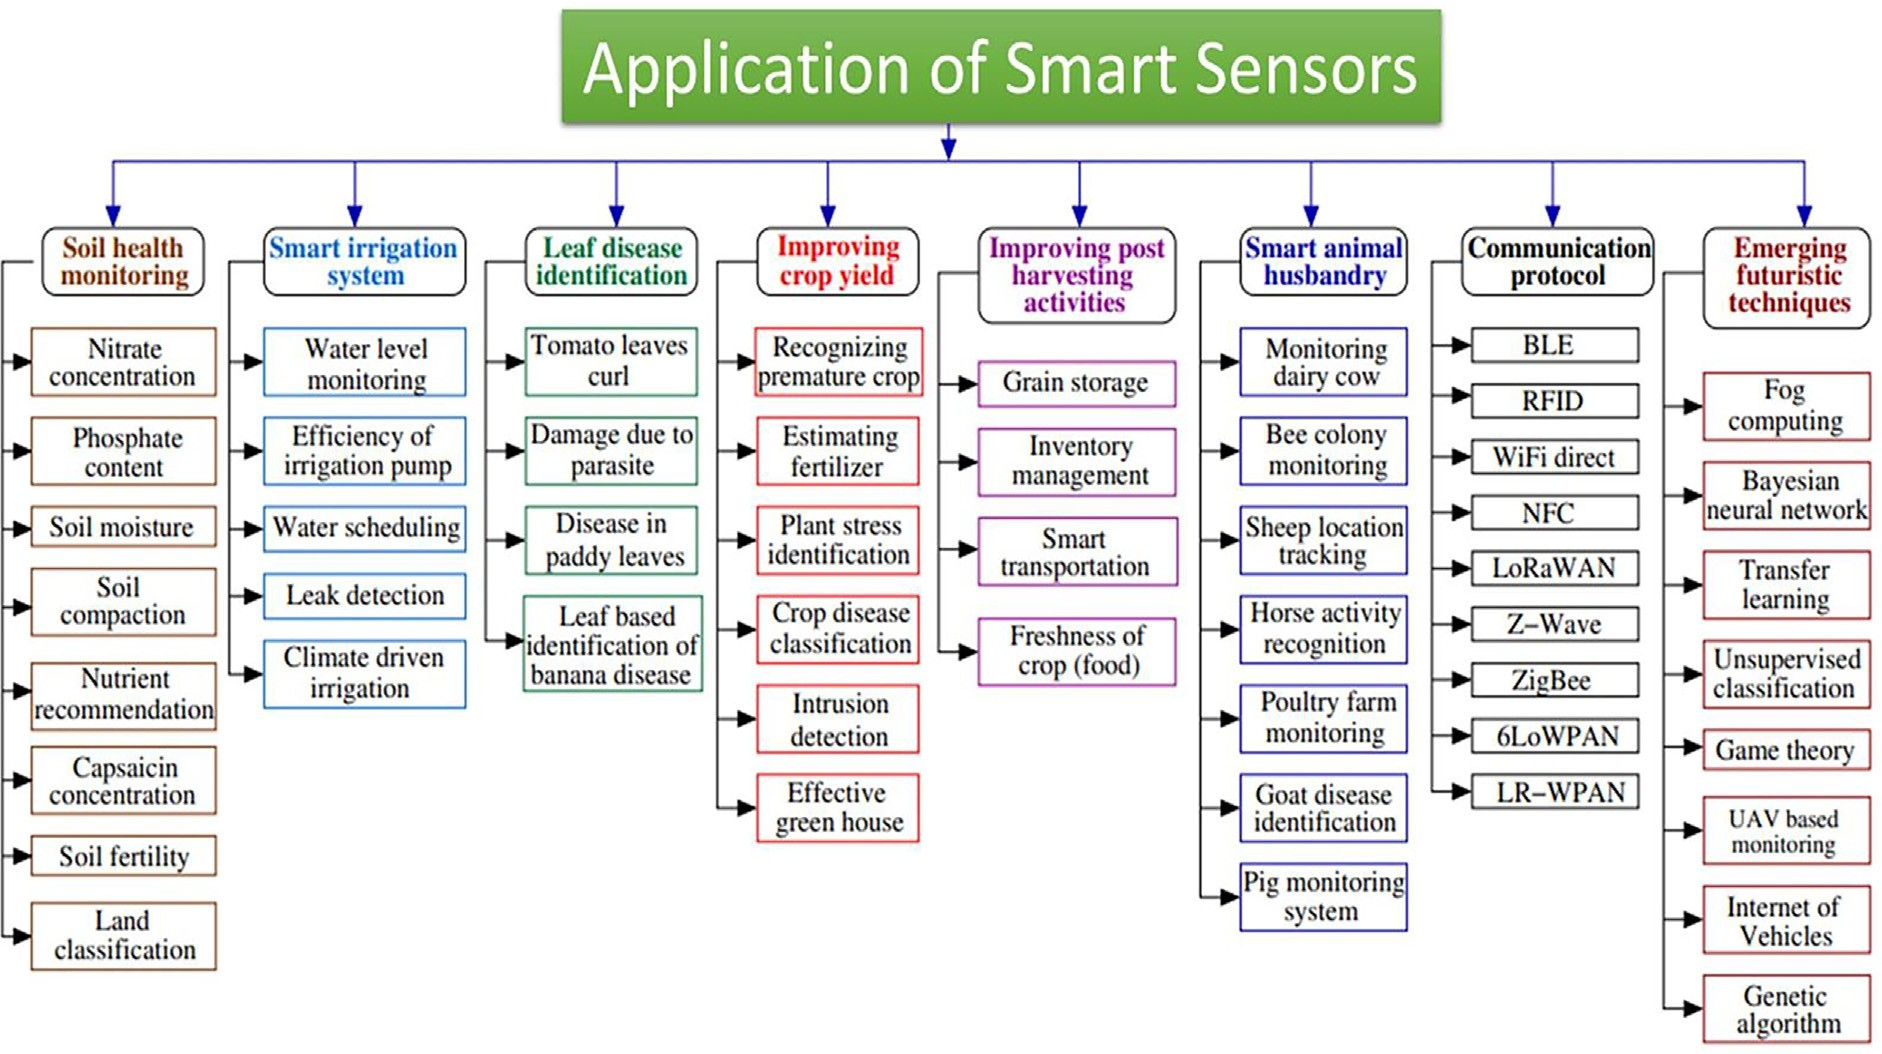 Application of Smart Sensors
Soil health
monitoring
Nitrate
concentration
Phosphate
content
Soil moisture
Soil
compaction
Nutrient
recommendation
Capsaicin
concentration
Soil fertility
Land
classification
Smart irrigation
system
Water level
monitoring
Efficiency of
irrigation pump
Water scheduling
Leak detection
Climate driven
irrigation
Leaf disease
identification
Tomato leaves
curl
Damage due to
parasite
Disease in
paddy leaves
Leaf based
identification of
banana disease
Improving
crop yield
Recognizing
premature crop
Estimating
fertilizer
Plant stress
identification
Crop disease
classification
Intrusion
detection
Effective
green house
Improving post
harvesting
activities
Grain storage
Inventory
management
Smart
transportation
Freshness of
crop (food)
Smart animal
husbandry
Monitoring
dairy cow
Bee colony
monitoring
Sheep location
tracking
Horse activity
recognition
Poultry farm
monitoring
Goat disease
identification
Pig monitoring
system
Communication
protocol
BLE
RFID
WiFi direct
NFC
LoRaWAN
Z−Wave
ZigBee
6LoWPAN
LR−WPAN
Emerging
futuristic
techniques
Fog
computing
Bayesian
neural network
Transfer
learning
Unsupervised
classification
Game theory
UAV based
monitoring
Internet of
Vehicles
Genetic
algorithm